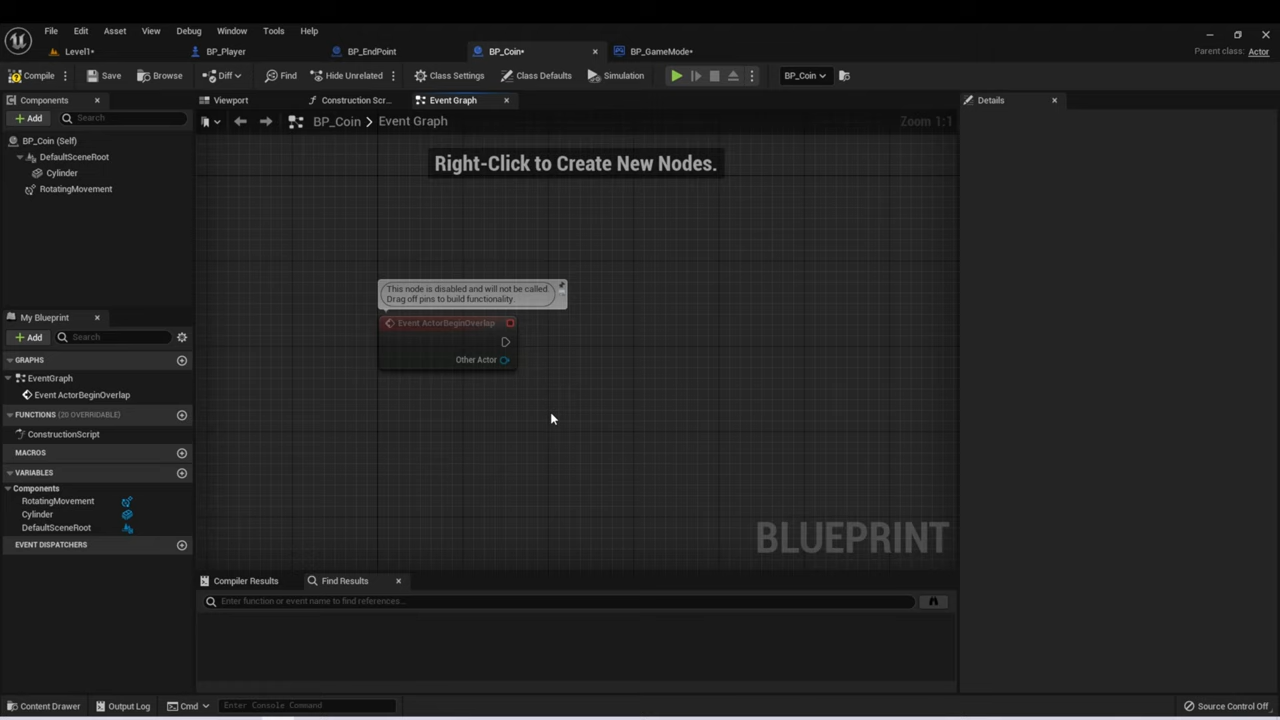 File Edit Asset View Debug Window Tools Help
Level1• BP_Player BP_EndPoint BP_Coin• BP_GameMode• Parent class: Actor
Compile Save Browse Diff Find Hide Unrelated Class Settings Class Defaults Simulation BP_Coin
Components
Add Search
BP_Coin (Self)
DefaultSceneRoot
Cylinder
RotatingMovement
Viewport Construction Scr... Event Graph
BP_Coin > Event Graph Zoom 1:1
Right-Click to Create New Nodes.
This node is disabled and will not be called.
Drag off pins to build functionality.
Event ActorBeginOverlap
Other Actor
BLUEPRINT
Details
My Blueprint
Add Search
GRAPHS
EventGraph
Event ActorBeginOverlap
FUNCTIONS (20 OVERRIDABLE)
ConstructionScript
MACROS
VARIABLES
Components
RotatingMovement
Cylinder
DefaultSceneRoot
EVENT DISPATCHERS
Compiler Results Find Results
Enter function or event name to find references...
Content Drawer Output Log Cmd Enter Console Command Source Control Off